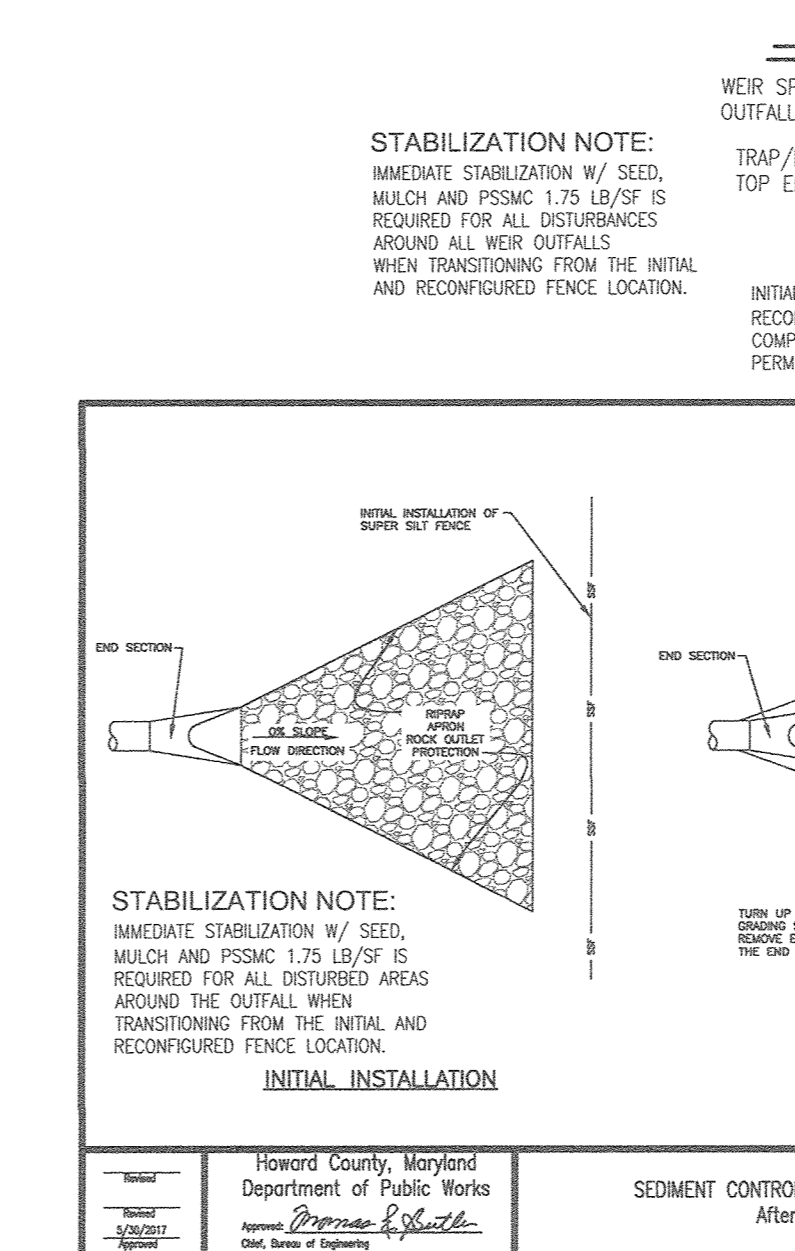 WEIR SP
OUTFALL
STABILIZATION NOTE:
IMMEDIATE STABILIZATION W/ SEED,
MULCH AND PSSMC 1.75 LB/SF IS
REQUIRED FOR ALL DISTURBANCES
AROUND ALL WEIR OUTFALLS
WHEN TRANSITIONING FROM THE INITIAL
AND RECONFIGURED FENCE LOCATION.
TRAP/
TOP E
INITIAL
RECO
COMP
PERM
INITIAL INSTALLATION OF
SUPER SILT FENCE
SSF
SSF
SSF
SSF
END SECTION
0% SLOPE
FLOW DIRECTION
RIPRAP
APRON
ROCK OUTLET
PROTECTION
END SECTION
STABILIZATION NOTE:
IMMEDIATE STABILIZATION W/ SEED,
MULCH AND PSSMC 1.75 LB/SF IS
REQUIRED FOR ALL DISTURBED AREAS
AROUND THE OUTFALL WHEN
TRANSITIONING FROM THE INITIAL AND
RECONFIGURED FENCE LOCATION.
TURN UP
GRADING
REMOVE
THE END
INITIAL INSTALLATION
Revised
Revised
5/30/2017
Approved
Howard County, Maryland
Department of Public Works
Approved: Thomas E. Butler
Chief, Bureau of Engineering
SEDIMENT CONTRO
After